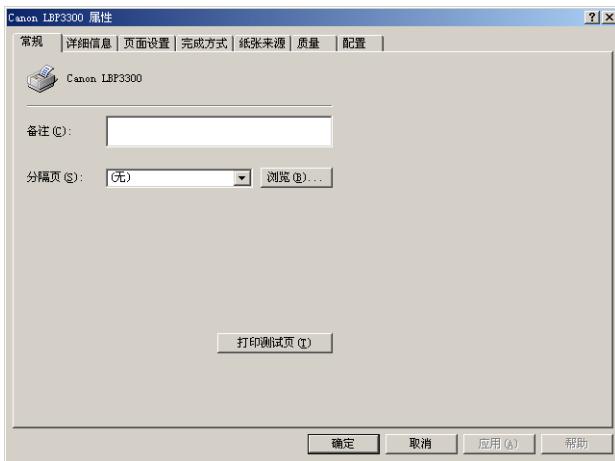 Canon LBP3300 属性
常规 详细信息 页面设置 完成方式 纸张来源 质量 配置
Canon LBP3300
备注(C):
分隔页(S): (无) 浏览(B)...
打印测试页(T)
确定 取消 应用(A) 帮助